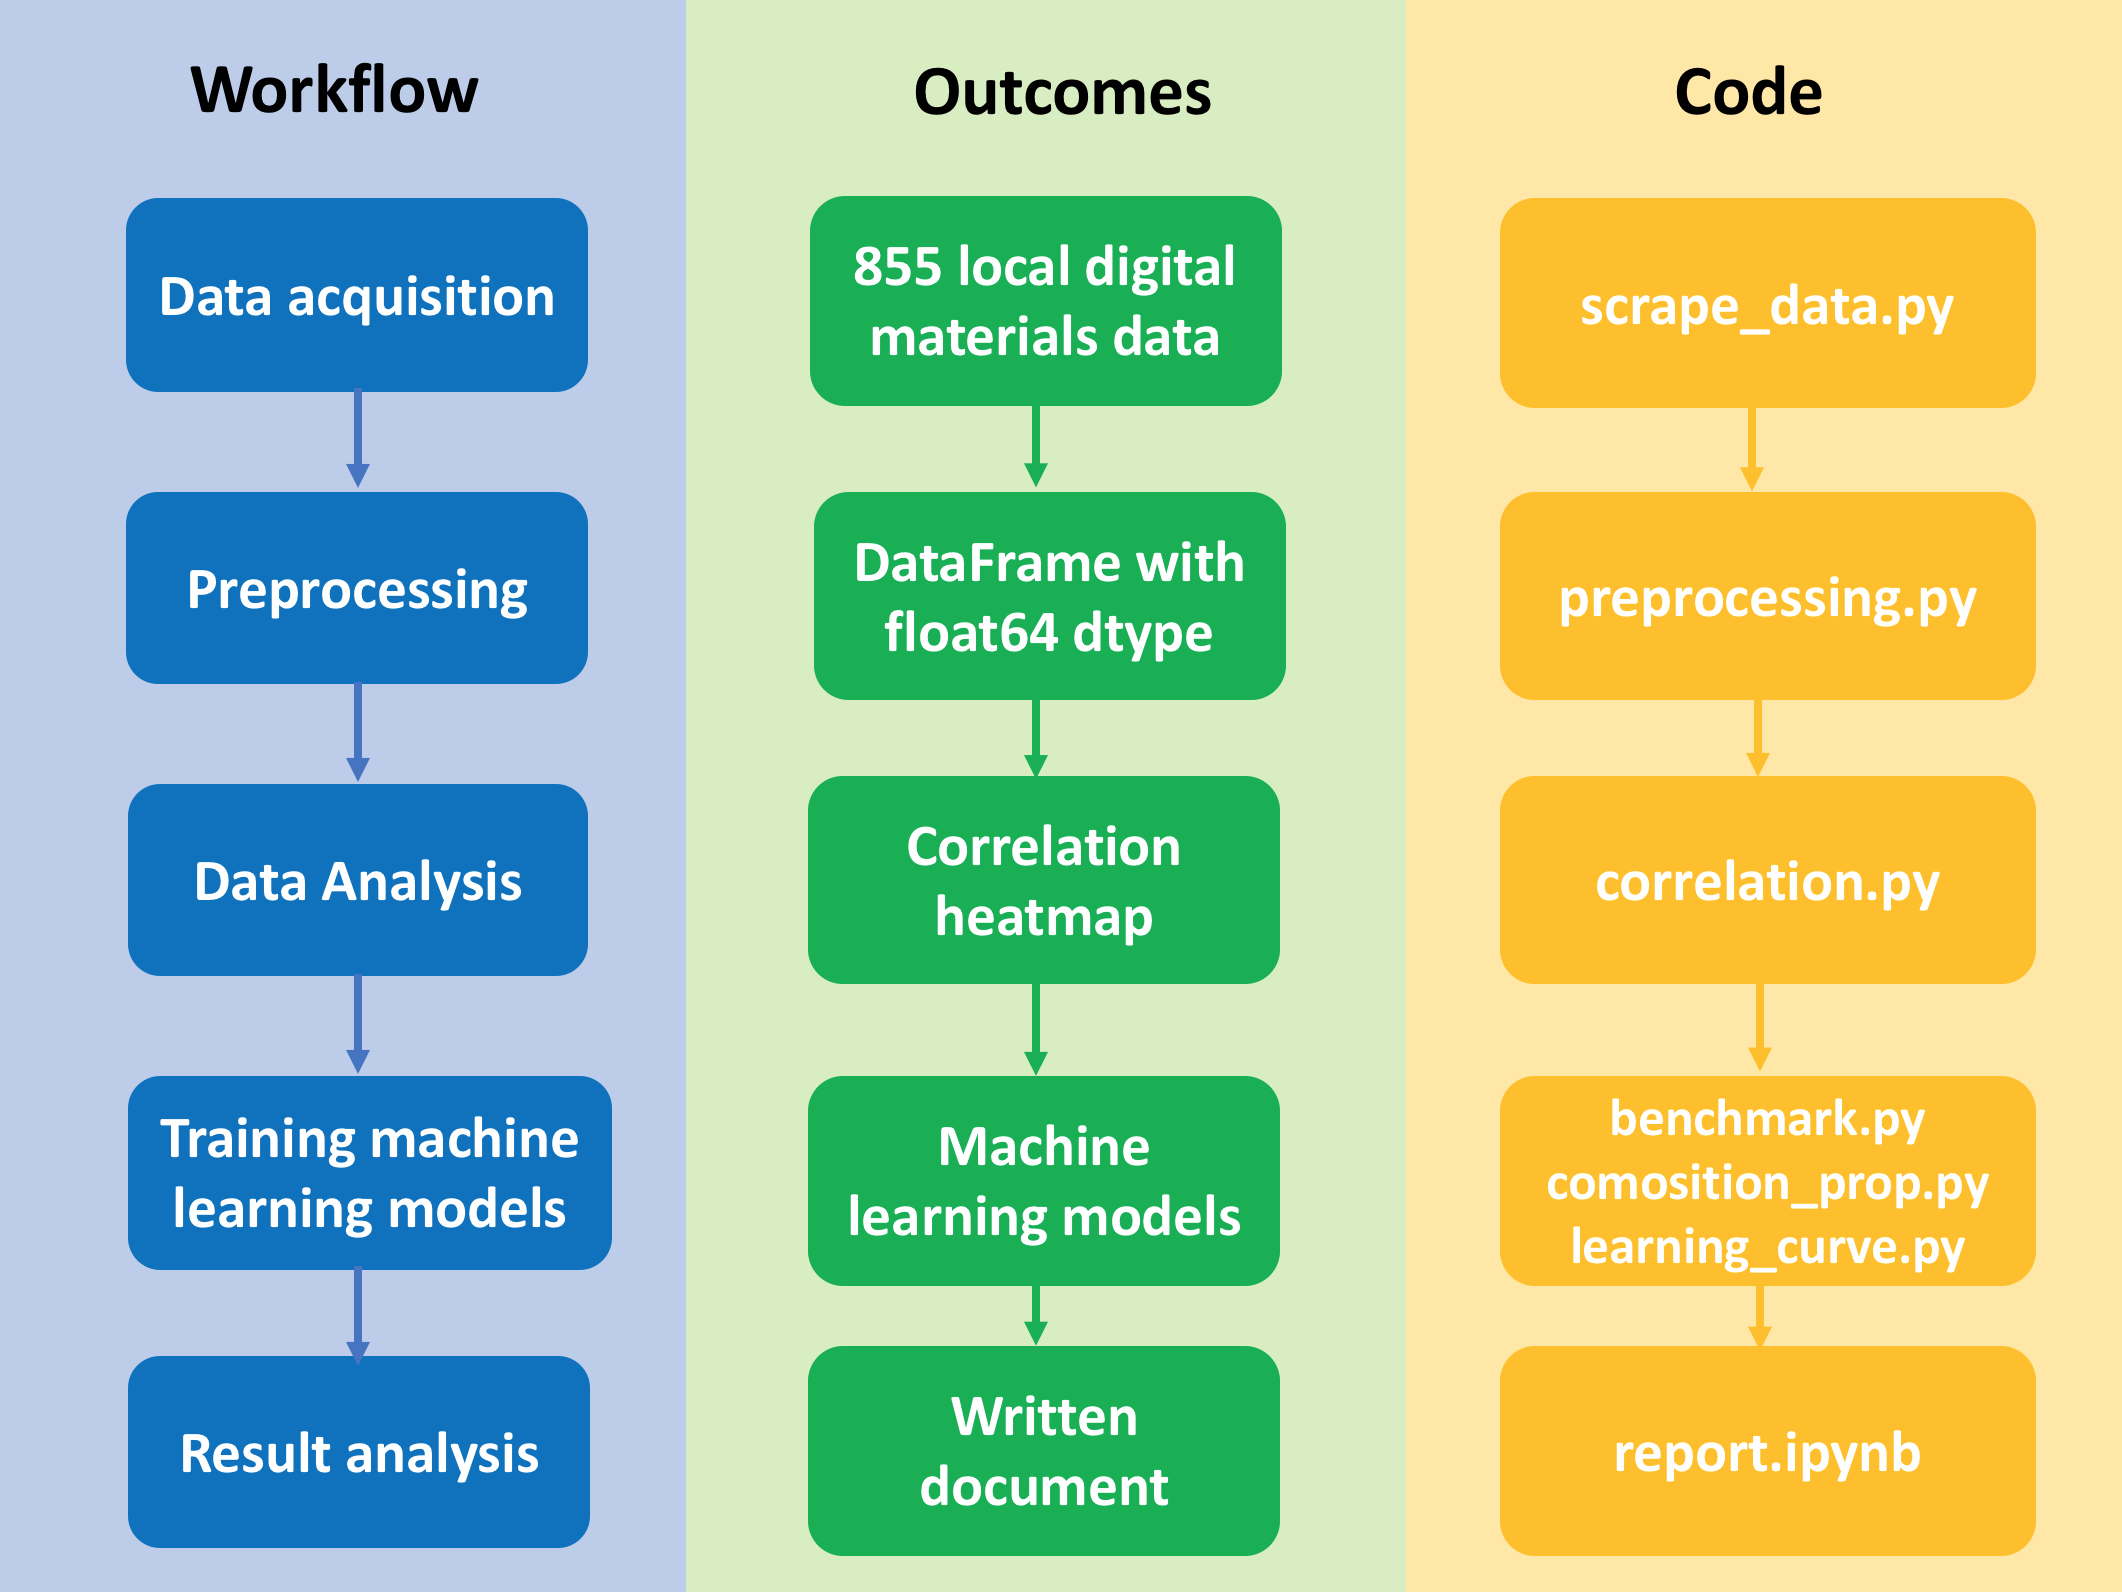 Workflow
Data acquisition
Preprocessing
Data Analysis
Training machine
learning models
Result analysis
Outcomes
855 local digital
materials data
DataFrame with
float64 dtype
Correlation
heatmap
Machine
learning models
Written
document
Code
scrape_data.py
preprocessing.py
correlation.py
benchmark.py
comosition_prop.py
learning_curve.py
report.ipynb